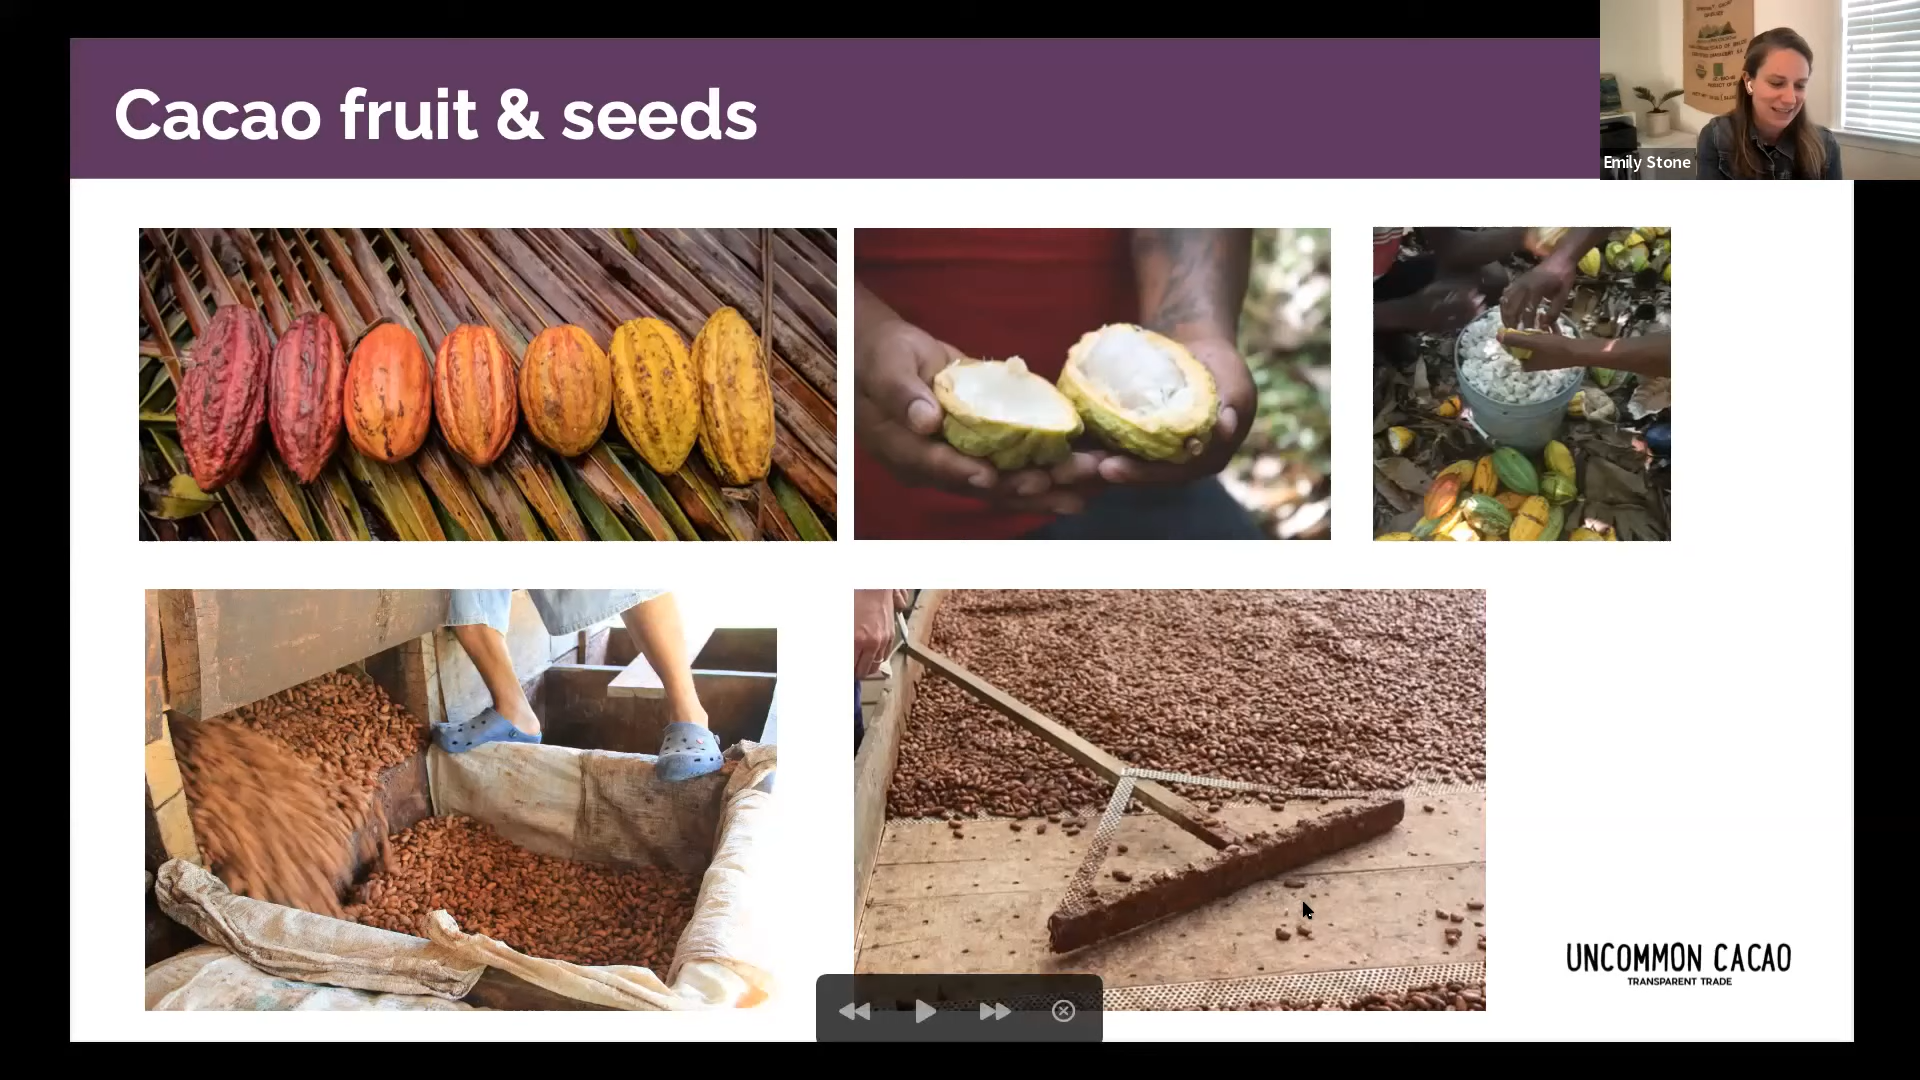 Cacao fruit & seeds
Emily Stone
UNCOMMON CACAO
TRANSPARENT TRADE